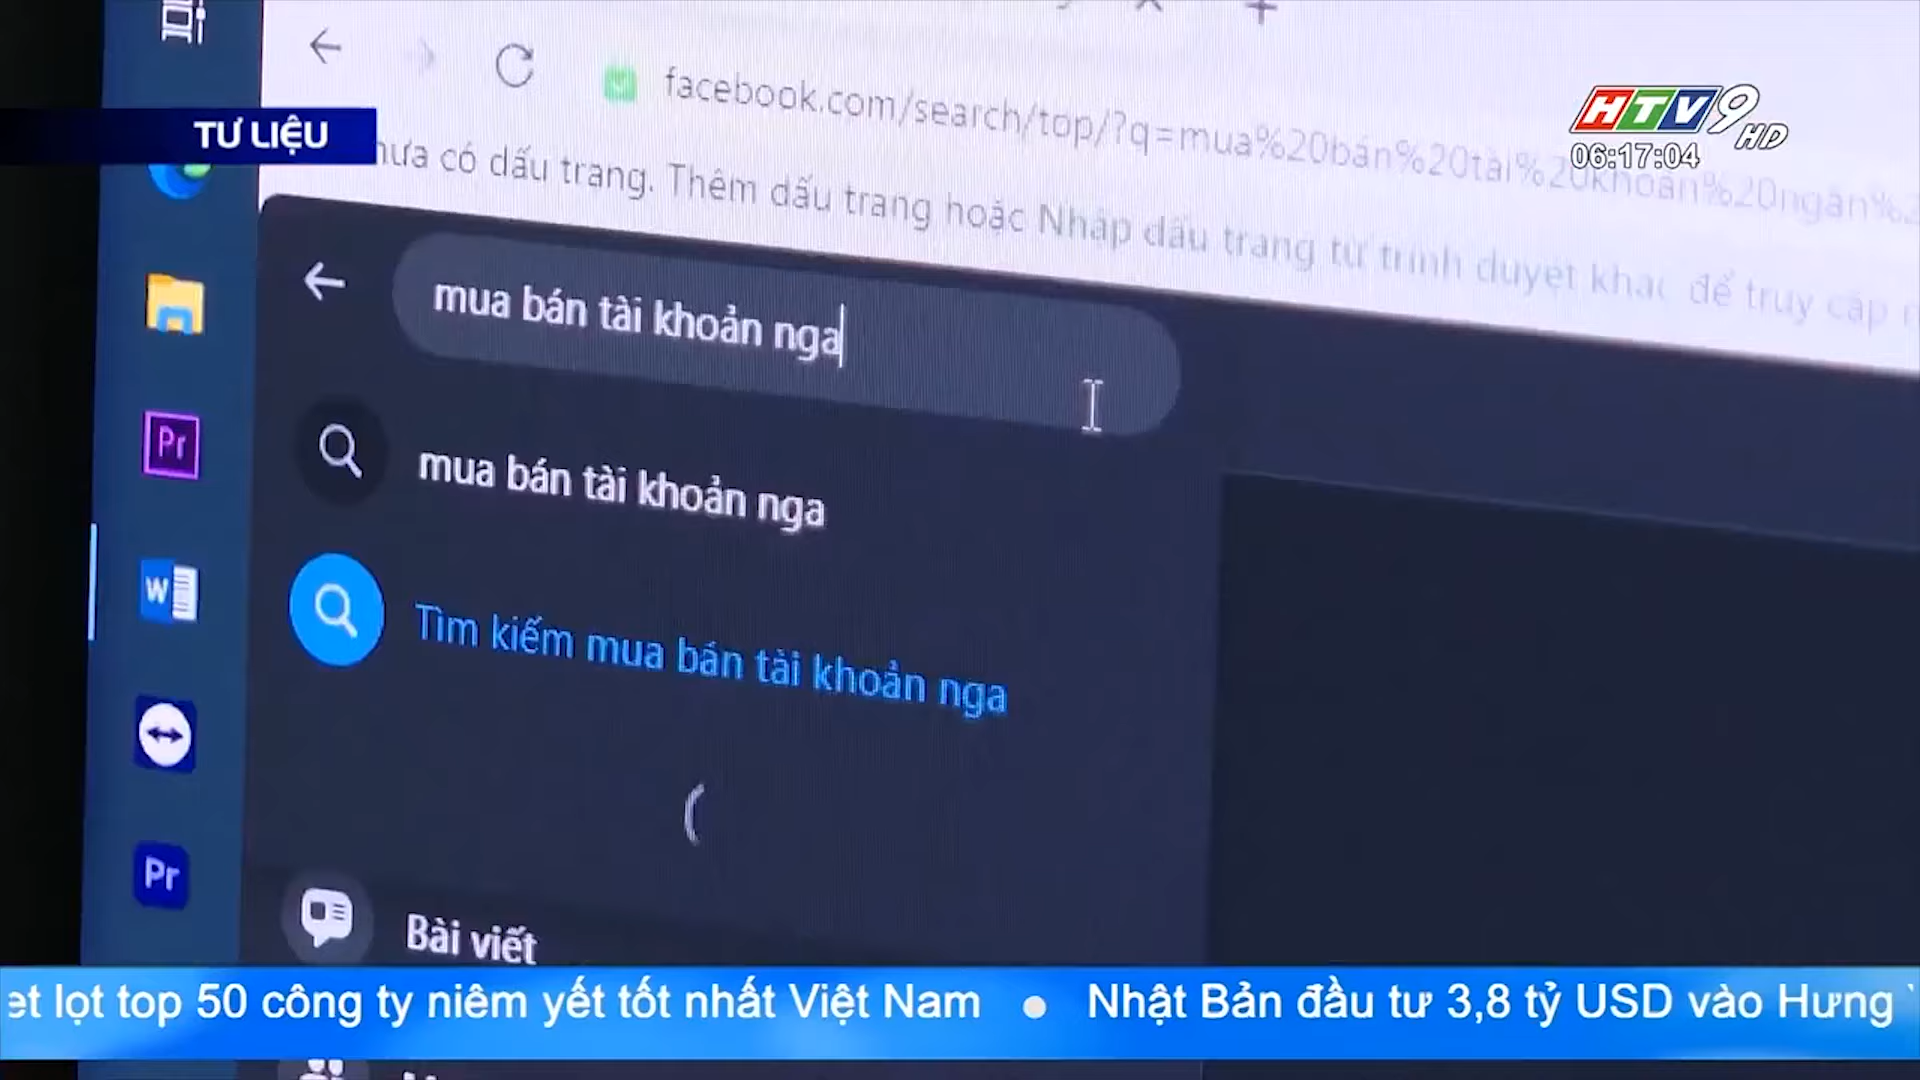 facebook.com/search/top/?q=mua%20bán%20tài%20khoản%20ngân%2
HTV9 HD
06:17:04
TƯ LIỆU
có dấu trang. Thêm dấu trang hoặc Nhập dấu trang từ trình duyệt khác để truy cập
mua bán tài khoản nga
mua bán tài khoản nga
Tìm kiếm mua bán tài khoản nga
Pr
W
Pr
Bài viết
lọt top 50 công ty niêm yết tốt nhất Việt Nam • Nhật Bản đầu tư 3,8 tỷ USD vào Hưng